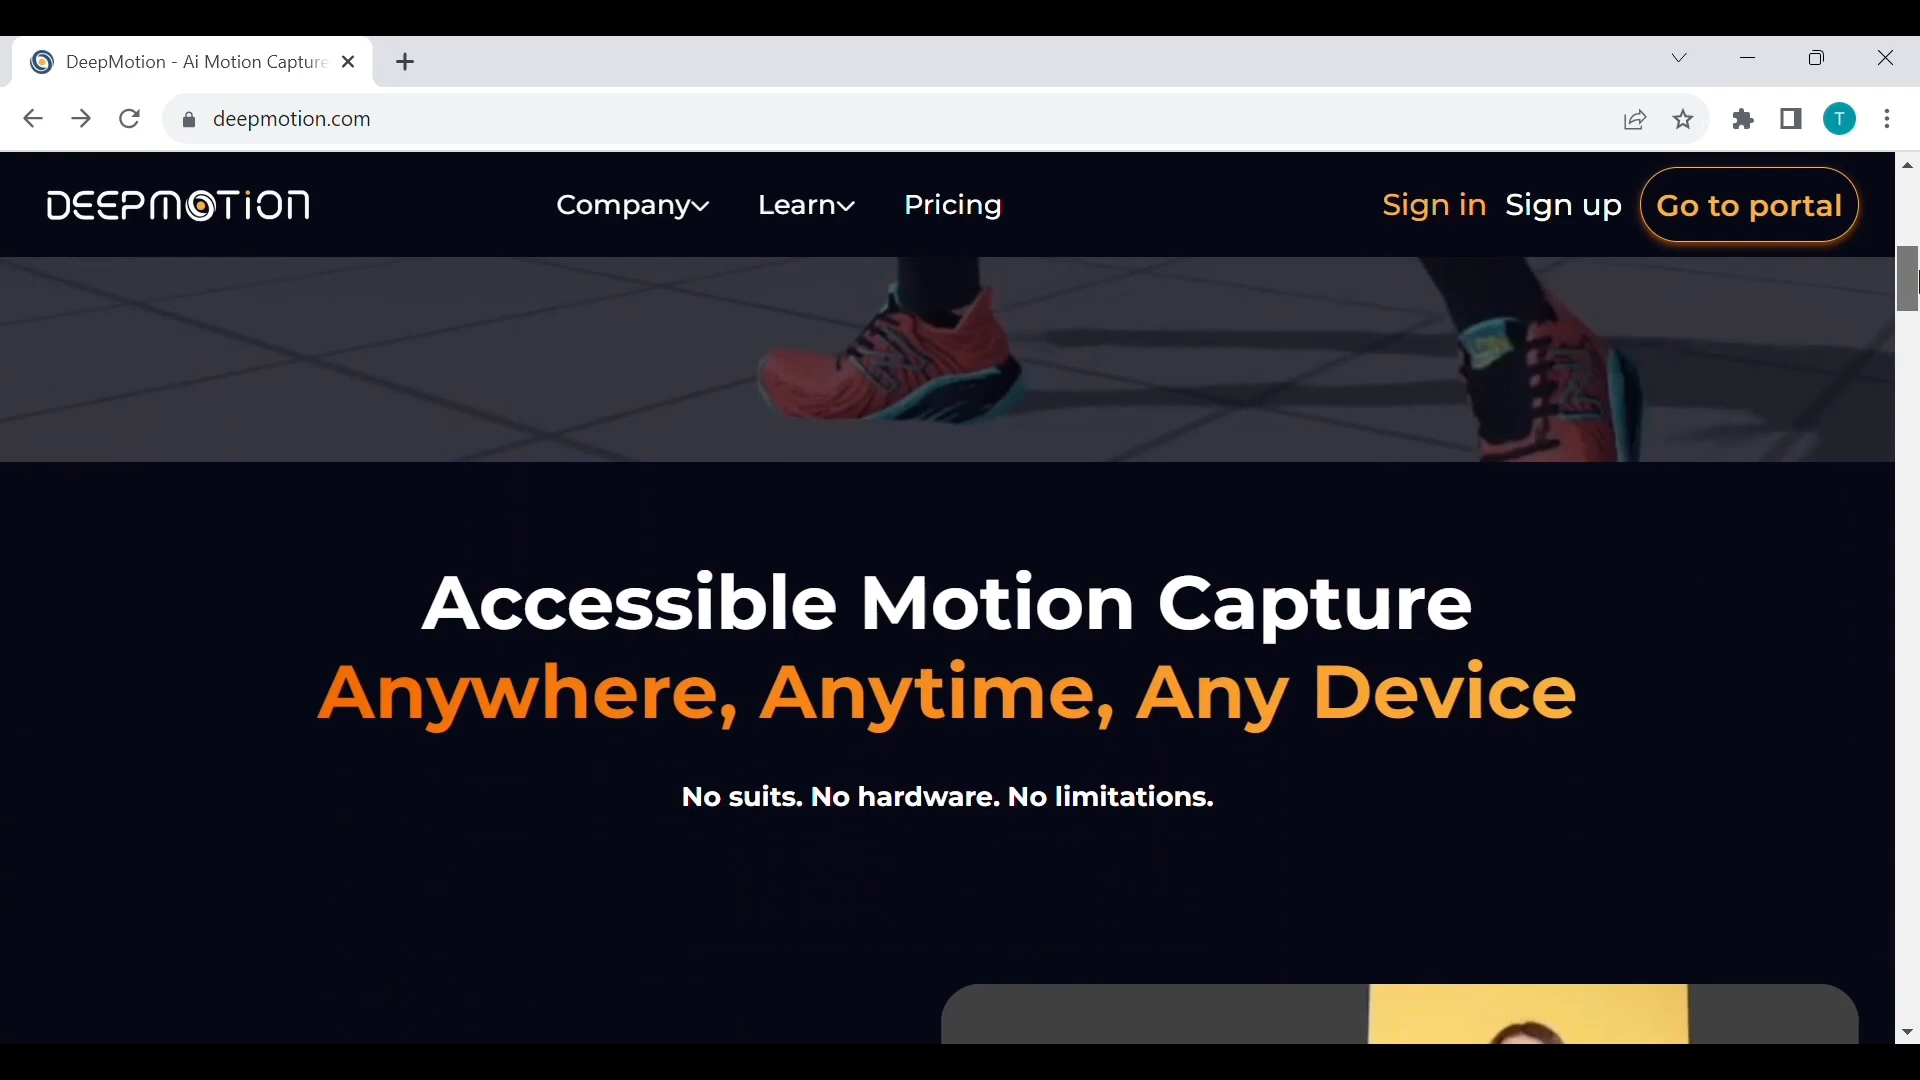 DeepMotion - Ai Motion Capture
deepmotion.com
T
DEEPMOTION
Company
Learn
Pricing
Sign in
Sign up
Go to portal
Accessible Motion Capture
Anywhere, Anytime, Any Device
No suits. No hardware. No limitations.